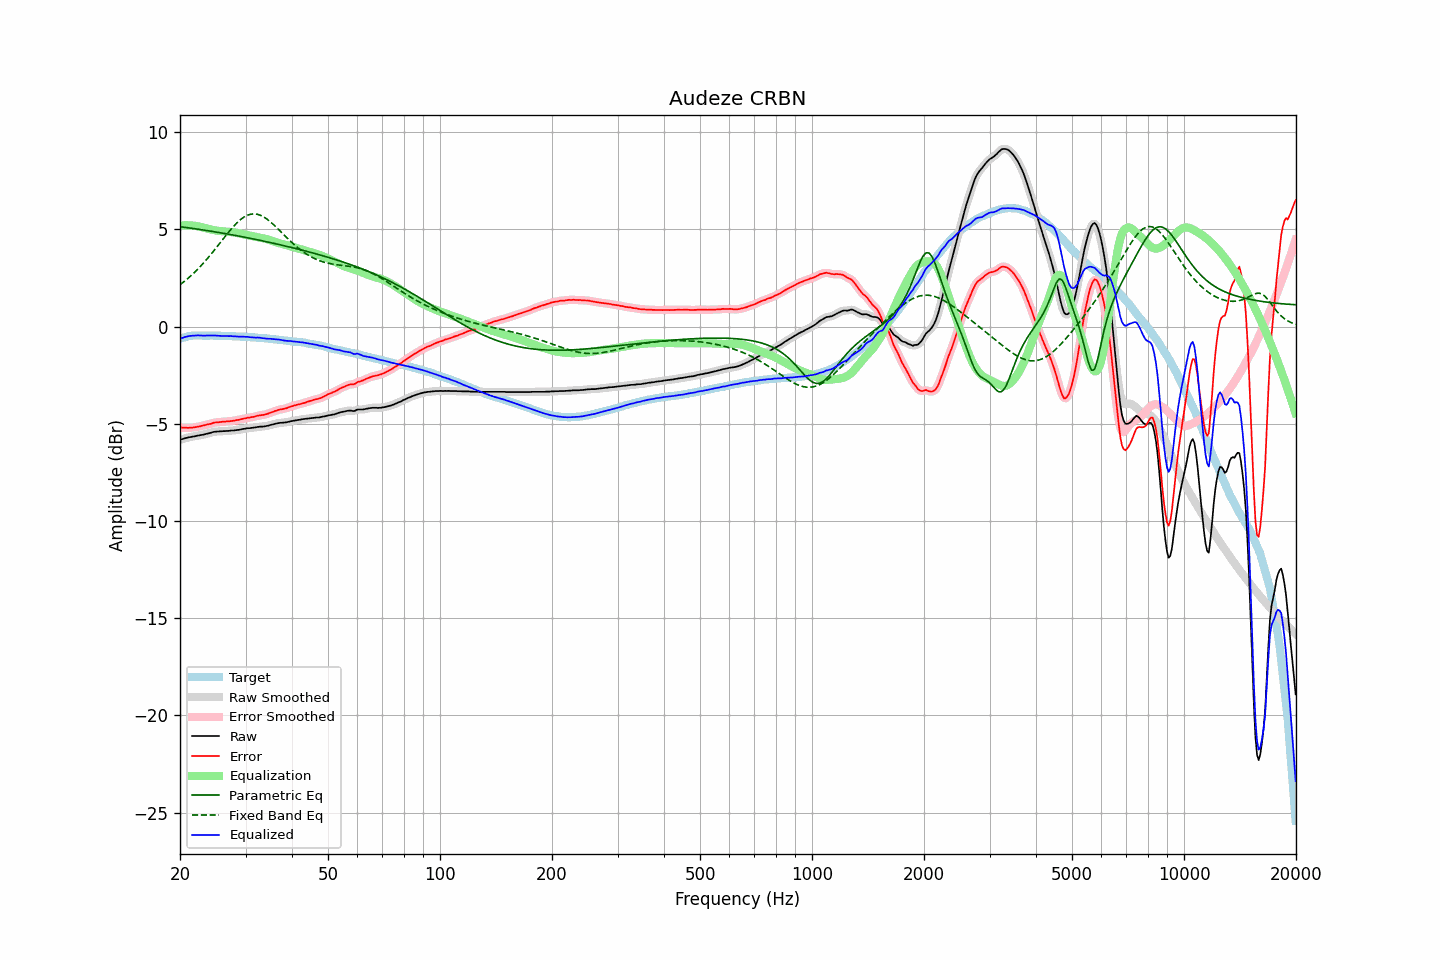 Audeze CRBN
10
5
0
−5
−10
−15
−20
−25
Amplitude (dBr)
Target
Raw Smoothed
Error Smoothed
Raw
Error
Equalization
Parametric Eq
Fixed Band Eq
Equalized
20 50 100 200 500 1000 2000 5000 10000 20000
Frequency (Hz)